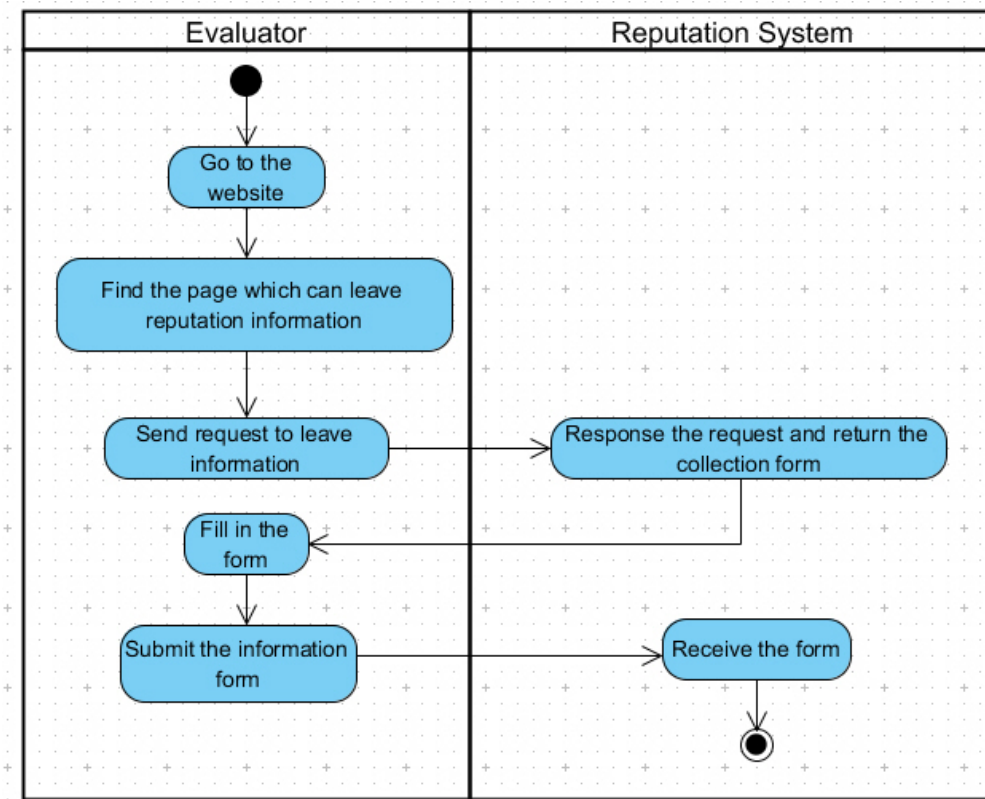 Evaluator
Reputation System
Go to the
website
Find the page which can leave
reputation information
Send request to leave
information
Response the request and return the
collection form
Fill in the
form
Submit the information
form
Receive the form